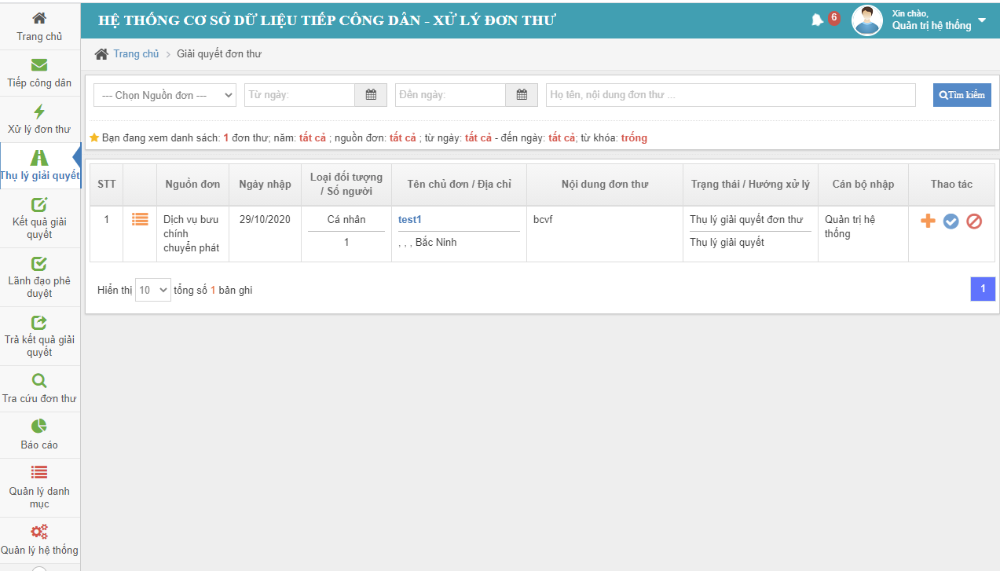 HỆ THỐNG CƠ SỞ DỮ LIỆU TIẾP CÔNG DÂN - XỬ LÝ ĐƠN THƯ
6
Xin chào,
Quản trị hệ thống
Trang chủ
Tiếp công dân
Xử lý đơn thư
Thụ lý giải quyết
Kết quả giải
quyết
Lãnh đạo phê
duyệt
Trả kết quả giải
quyết
Tra cứu đơn thư
Báo cáo
Quản lý danh
mục
Quản lý hệ thống
Trang chủ > Giải quyết đơn thư
--- Chọn Nguồn đơn ---
Từ ngày:
Đến ngày:
Họ tên, nội dung đơn thư ...
Tìm kiếm
Bạn đang xem danh sách: 1 đơn thư; năm: tất cả ; nguồn đơn: tất cả ; từ ngày: tất cả - đến ngày: tất cả; từ khóa: trống
STT
Nguồn đơn
Ngày nhập
Loại đối tượng
/ Số người
Tên chủ đơn / Địa chỉ
Nội dung đơn thư
Trạng thái / Hướng xử lý
Cán bộ nhập
Thao tác
1
Dịch vụ bưu
chính
chuyển phát
29/10/2020
Cá nhân
1
test1
, , , Bắc Ninh
bcvf
Thụ lý giải quyết đơn thư
Thụ lý giải quyết
Quản trị hệ
thống
Hiển thị 10 tổng số 1 bản ghi
1